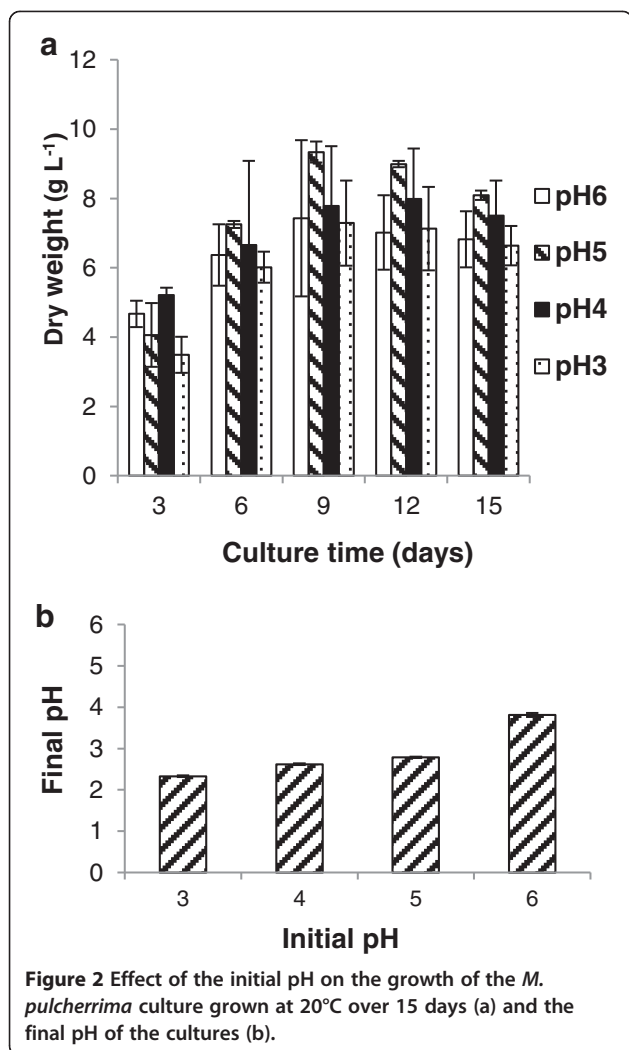 a
12
10
8
6
4
2
0
Dry weight (g L-1)
3 6 9 12 15
Culture time (days)
pH6
pH5
pH4
pH3
b
6
5
4
3
2
1
0
Final pH
3 4 5 6
Initial pH
Figure 2 Effect of the initial pH on the growth of the M.
pulcherrima culture grown at 20°C over 15 days (a) and the
final pH of the cultures (b).